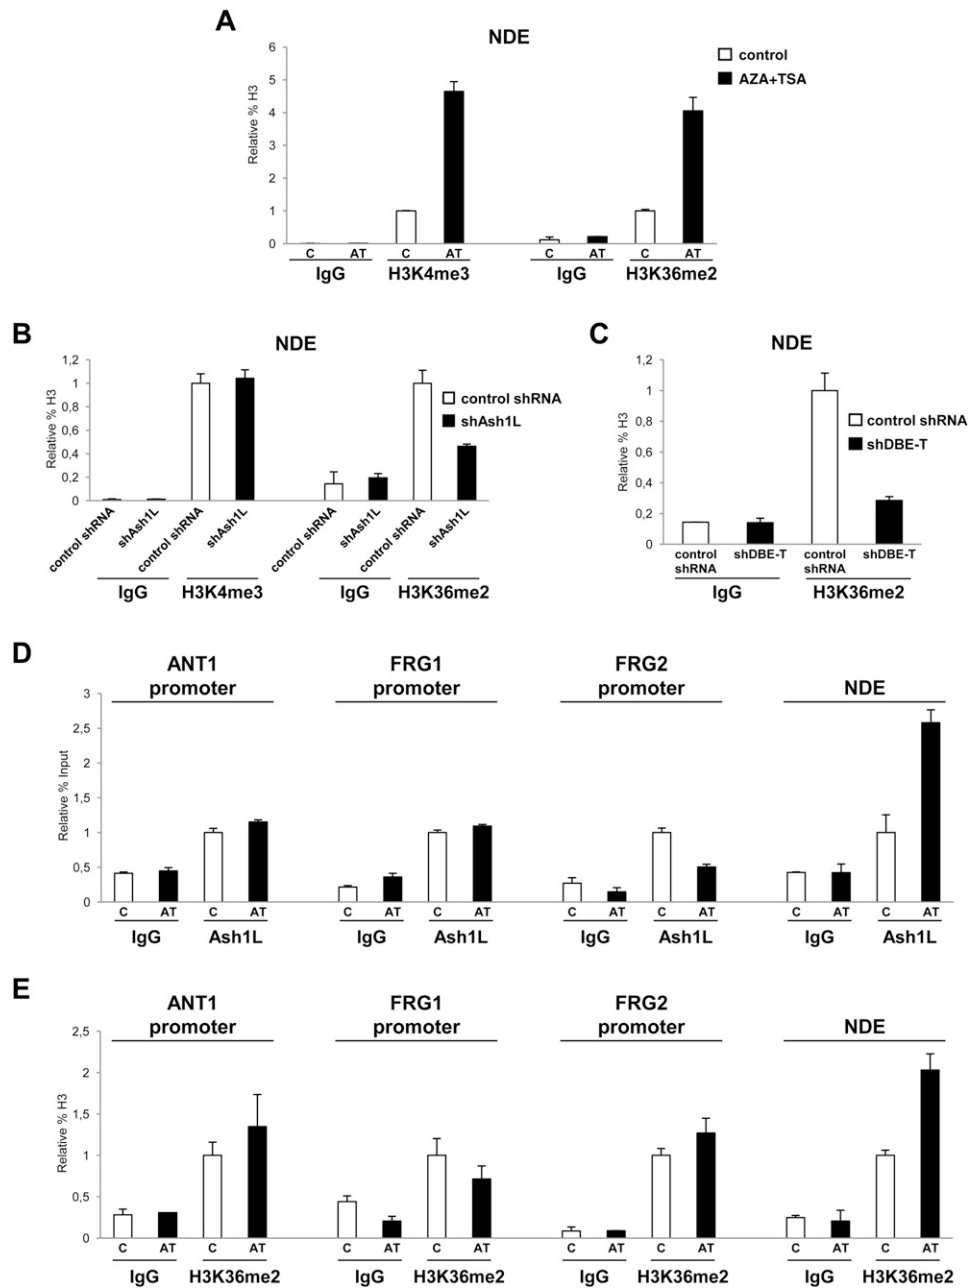 A
NDE
control
AZA+TSA
Relative % H3
6
5
4
3
2
1
0
C AT C AT C AT C AT
IgG H3K4me3 IgG H3K36me2
B
NDE
control shRNA
shAsh1L
Relative % H3
1,2
1
0,8
0,6
0,4
0,2
0
control shRNA shAsh1L control shRNA shAsh1L control shRNA shAsh1L control shRNA shAsh1L
IgG H3K4me3 IgG H3K36me2
C
NDE
control shRNA
shDBE-T
Relative % H3
1,2
1
0,8
0,6
0,4
0,2
0
control shDBE-T control shDBE-T
shRNA shRNA
IgG H3K36me2
D
ANT1 FRG1 FRG2
promoter promoter promoter NDE
Relative % Input
3
2,5
2
1,5
1
0,5
0
C AT C AT C AT C AT C AT C AT C AT C AT
IgG Ash1L IgG Ash1L IgG Ash1L IgG Ash1L
E
ANT1 FRG1 FRG2
promoter promoter promoter NDE
Relative % H3
2,5
2
1,5
1
0,5
0
C AT C AT C AT C AT C AT C AT C AT C AT
IgG H3K36me2 IgG H3K36me2 IgG H3K36me2 IgG H3K36me2